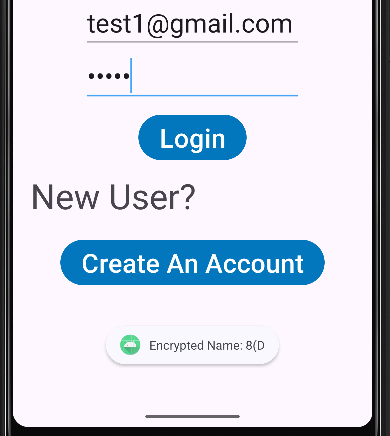 test1@gmail.com
•••••
Login
New User?
Create An Account
Encrypted Name: 8(D